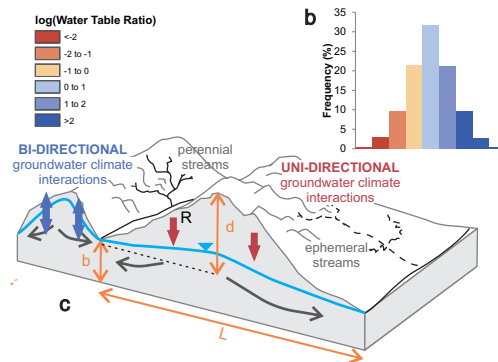 log(Water Table Ratio)
<-2
-2 to -1
-1 to 0
0 to 1
1 to 2
>2
b
35
30
25
20
15
10
5
0
Frequency (%)
BI-DIRECTIONAL
groundwater climate
interactions
perennial
streams
UNI-DIRECTIONAL
groundwater climate
interactions
R
d
b
ephemeral
streams
c
L